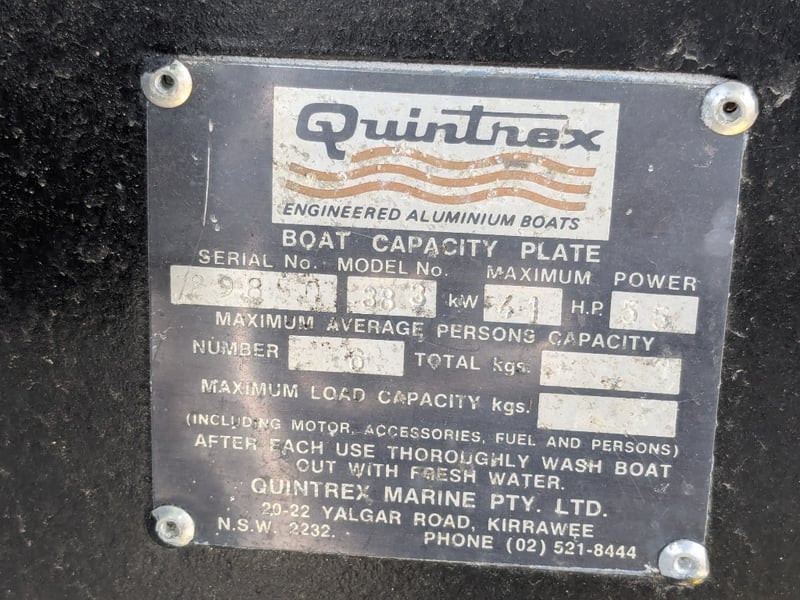 Quintrex
ENGINEERED ALUMINIUM BOATS
BOAT CAPACITY PLATE
SERIAL No. MODEL No. MAXIMUM POWER
kW 41 H.P. 55
MAXIMUM AVERAGE PERSONS CAPACITY
NUMBER 6 TOTAL kgs.
MAXIMUM LOAD CAPACITY kgs.
(INCLUDING MOTOR, ACCESSORIES, FUEL AND PERSONS)
AFTER EACH USE THOROUGHLY WASH BOAT
OUT WITH FRESH WATER.
QUINTREX MARINE PTY. LTD.
20-22 YALGAR ROAD, KIRRAWEE
N.S.W. 2232. PHONE (02) 521-8444